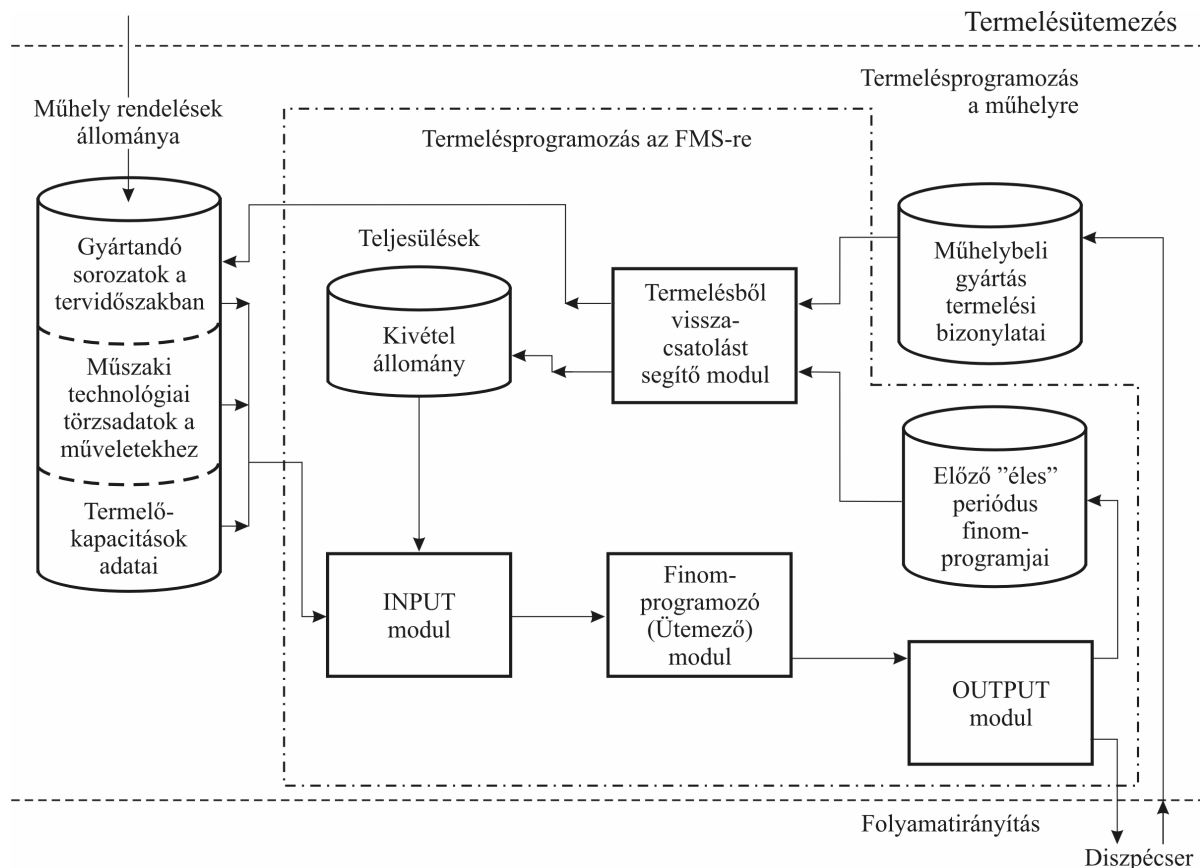 Termelésütemezés
Termelésprogramozás
a műhelyre
Műhely rendelések
állománya
Termelésprogramozás az FMS-re
Gyártandó
sorozatok a
tervidőszakban
Műszaki
technológiai
törzsadatok a
műveletekhez
Termelő-
kapacitások
adatai
Teljesülések
Kivétel
állomány
Termelésből
vissza-
csatolást
segítő modul
Műhelybeli
gyártás
termelési
bizonylatai
Előző ”éles”
periódus
finom-
programjai
INPUT
modul
Finom-
programozó
(Ütemező)
modul
OUTPUT
modul
Folyamatirányítás
Diszpécser